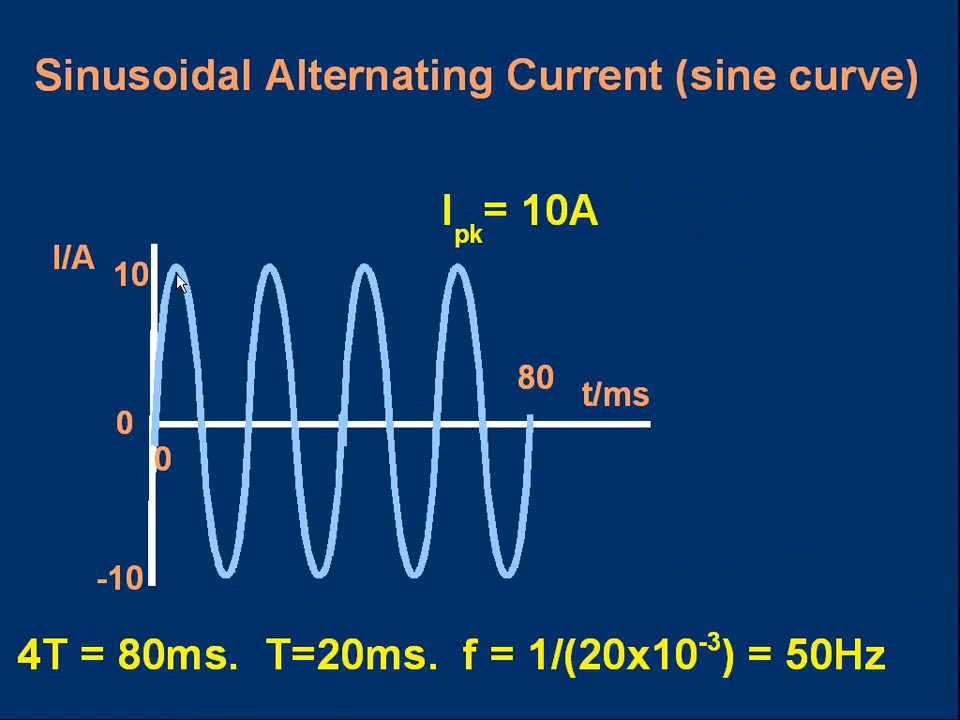 Sinusoidal Alternating Current (sine curve)
Ipk= 10A
I/A
10
80
t/ms
0
0
-10
4T = 80ms. T=20ms. f = 1/(20x10-3) = 50Hz